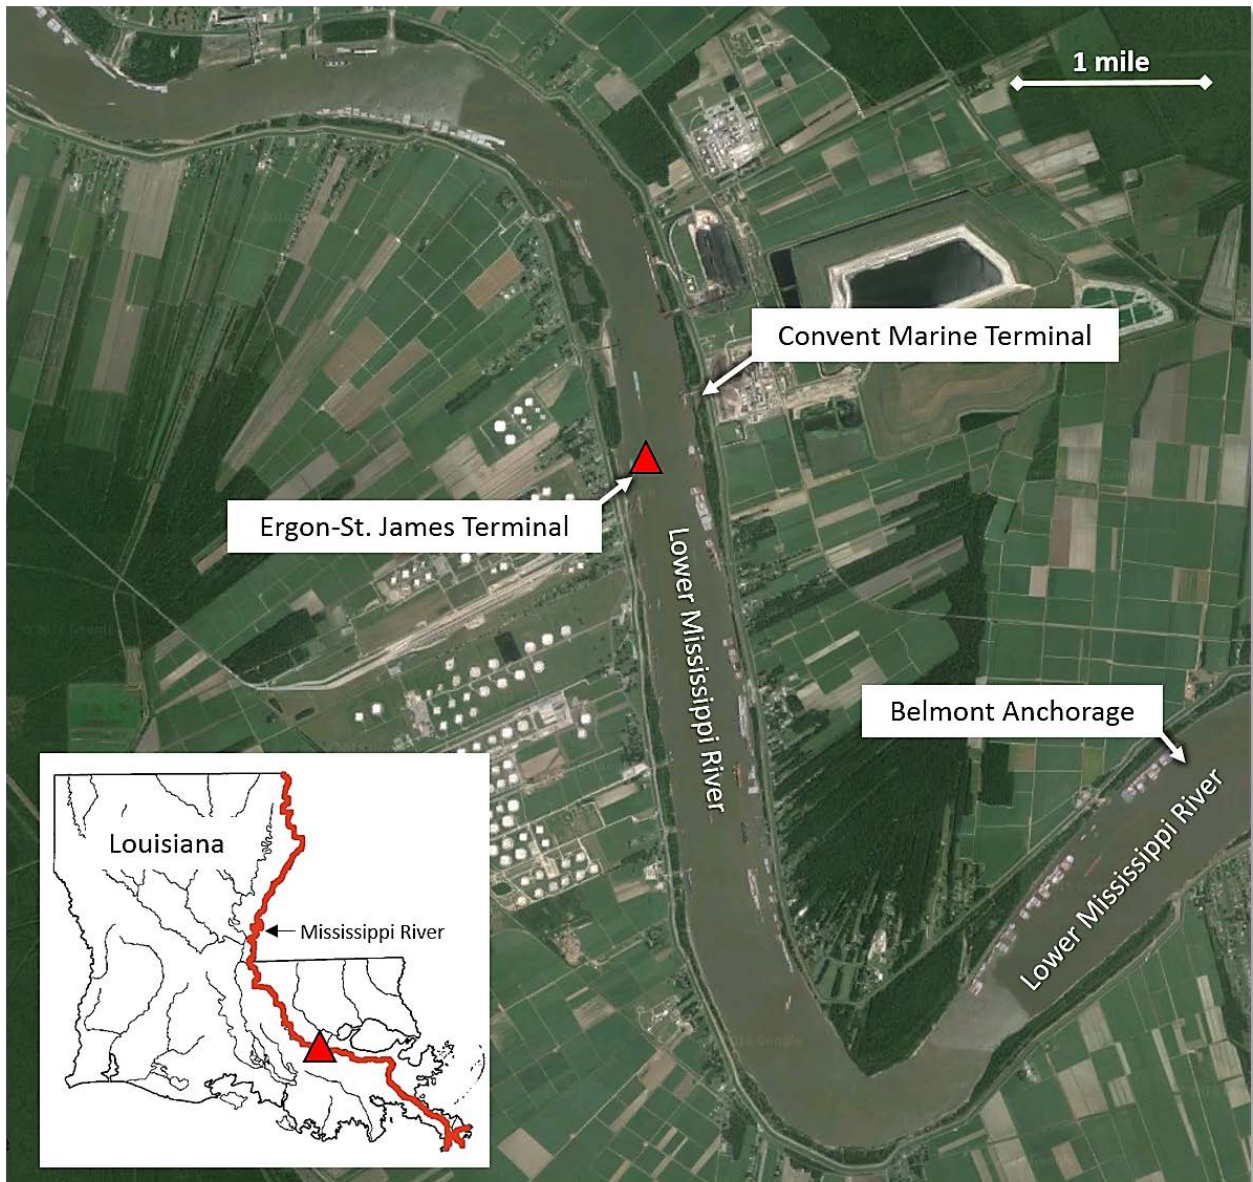 1 mile
Convent Marine Terminal
Ergon-St. James Terminal
Lower Mississippi River
Belmont Anchorage
Lower Mississippi River
Louisiana
Mississippi River